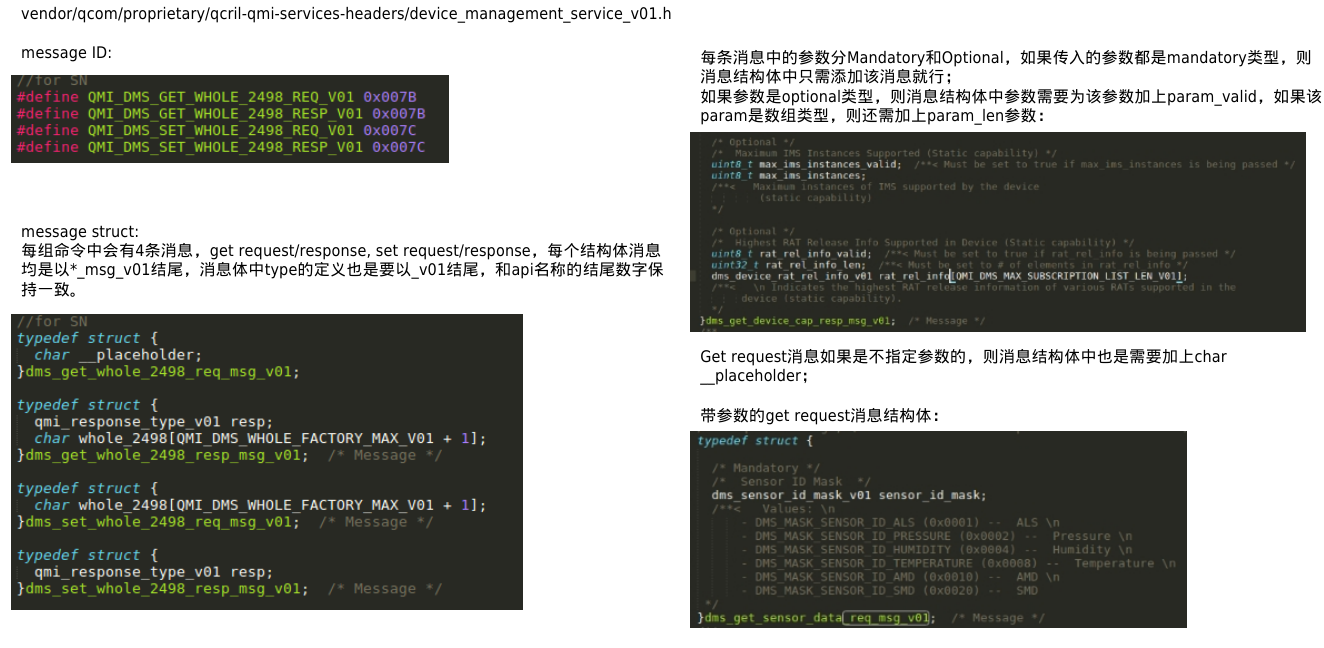 vendor/qcom/proprietary/qcril-qmi-services-headers/device_management_service_v01.h
message ID:
//for SN
#define QMI_DMS_GET_WHOLE_2498_REQ_V01 0x007B
#define QMI_DMS_GET_WHOLE_2498_RESP_V01 0x007B
#define QMI_DMS_SET_WHOLE_2498_REQ_V01 0x007C
#define QMI_DMS_SET_WHOLE_2498_RESP_V01 0x007C
message struct:
每组命令中会有4条消息，get request/response, set request/response，每个结构体消息
均是以*_msg_v01结尾，消息体中type的定义也是要以_v01结尾，和api名称的结尾数字保
持一致。
//for SN
typedef struct {
char __placeholder;
}dms_get_whole_2498_req_msg_v01;
typedef struct {
qmi_response_type_v01 resp;
char whole_2498[QMI_DMS_WHOLE_FACTORY_MAX_V01 + 1];
}dms_get_whole_2498_resp_msg_v01;  /* Message */
typedef struct {
char whole_2498[QMI_DMS_WHOLE_FACTORY_MAX_V01 + 1];
}dms_set_whole_2498_req_msg_v01;  /* Message */
typedef struct {
qmi_response_type_v01 resp;
}dms_set_whole_2498_resp_msg_v01;  /* Message */
每条消息中的参数分Mandatory和Optional，如果传入的参数都是mandatory类型，则
消息结构体中只需添加该消息就行；
如果参数是optional类型，则消息结构体中参数需要为该参数加上param_valid，如果该
param是数组类型，则还需加上param_len参数：
/* Optional */
/*  Maximum IMS Instances Supported (Static capability) */
uint8_t max_ims_instances_valid;  /**< Must be set to true if max_ims_instances is being passed */
uint8_t max_ims_instances;
/**<   Maximum instances of IMS supported by the device
(static capability)
*/
/* Optional */
/*  Highest RAT Release Info Supported in Device (Static capability) */
uint8_t rat_rel_info_valid;  /**< Must be set to true if rat_rel_info is being passed */
uint32_t rat_rel_info_len;  /**< Must be set to # of elements in rat_rel_info */
dms_device_rat_rel_info_v01 rat_rel_info[QMI_DMS_MAX_SUBSCRIPTION_LIST_LEN_V01];
/**<   \n Indicates the highest RAT release information of various RATs supported in the
device (static capability).
*/
}dms_get_device_cap_resp_msg_v01;  /* Message */
Get request消息如果是不指定参数的，则消息结构体中也是需要加上char
__placeholder；
带参数的get request消息结构体：
typedef struct {
/* Mandatory */
/*  Sensor ID Mask  */
dms_sensor_id_mask_v01 sensor_id_mask;
/**<   Values: \n
- DMS_MASK_SENSOR_ID_ALS (0x0001) --  ALS \n
- DMS_MASK_SENSOR_ID_PRESSURE (0x0002) --  Pressure \n
- DMS_MASK_SENSOR_ID_HUMIDITY (0x0004) --  Humidity \n
- DMS_MASK_SENSOR_ID_TEMPERATURE (0x0008) --  Temperature \n
- DMS_MASK_SENSOR_ID_AMD (0x0010) --  AMD \n
- DMS_MASK_SENSOR_ID_SMD (0x0020) --  SMD
*/
}dms_get_sensor_data_req_msg_v01;  /* Message */